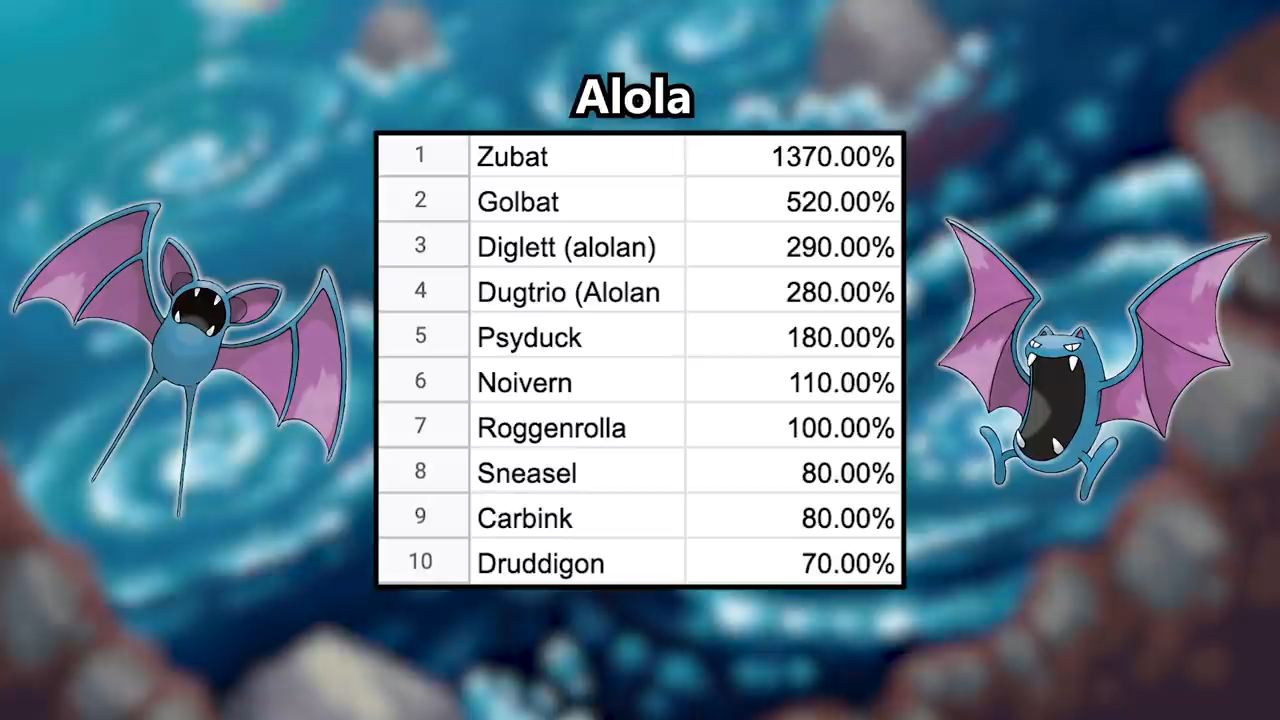 Alola
1 Zubat 1370.00%
2 Golbat 520.00%
3 Diglett (alolan) 290.00%
4 Dugtrio (Alolan 280.00%
5 Psyduck 180.00%
6 Noivern 110.00%
7 Roggenrolla 100.00%
8 Sneasel 80.00%
9 Carbink 80.00%
10 Druddigon 70.00%